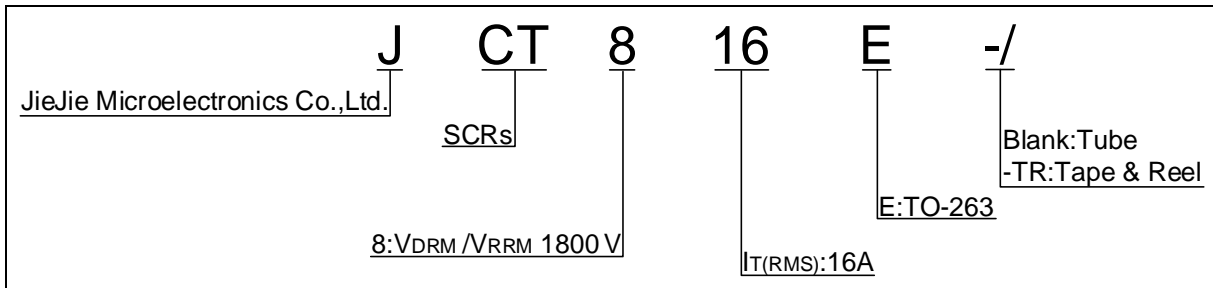 J CT 8 16 E -/
JieJie Microelectronics Co.,Ltd.
SCRs
Blank:Tube
-TR:Tape & Reel
E:TO-263
8:VDRM /VRRM 1800 V
IT(RMS):16A